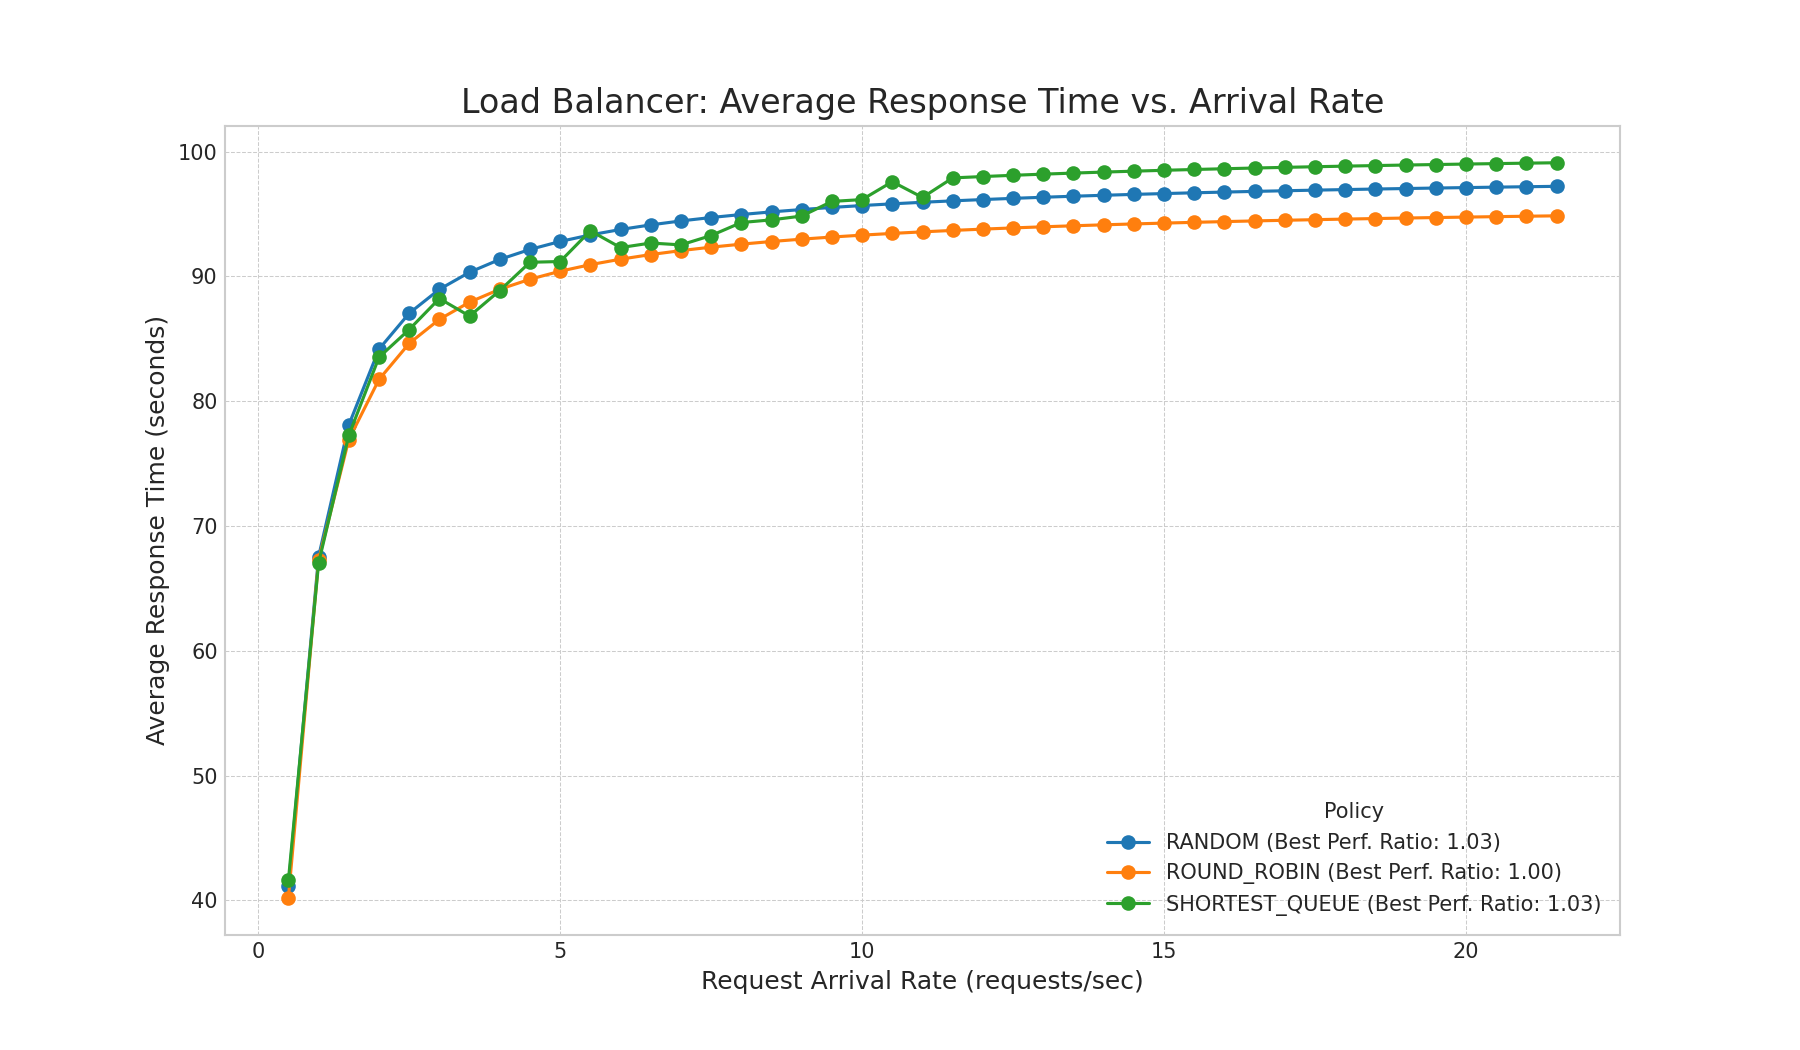 Load Balancer: Average Response Time vs. Arrival Rate
Average Response Time (seconds)
100
90
80
70
60
50
40
Policy
RANDOM (Best Perf. Ratio: 1.03)
ROUND_ROBIN (Best Perf. Ratio: 1.00)
SHORTEST_QUEUE (Best Perf. Ratio: 1.03)
0 5 10 15 20
Request Arrival Rate (requests/sec)